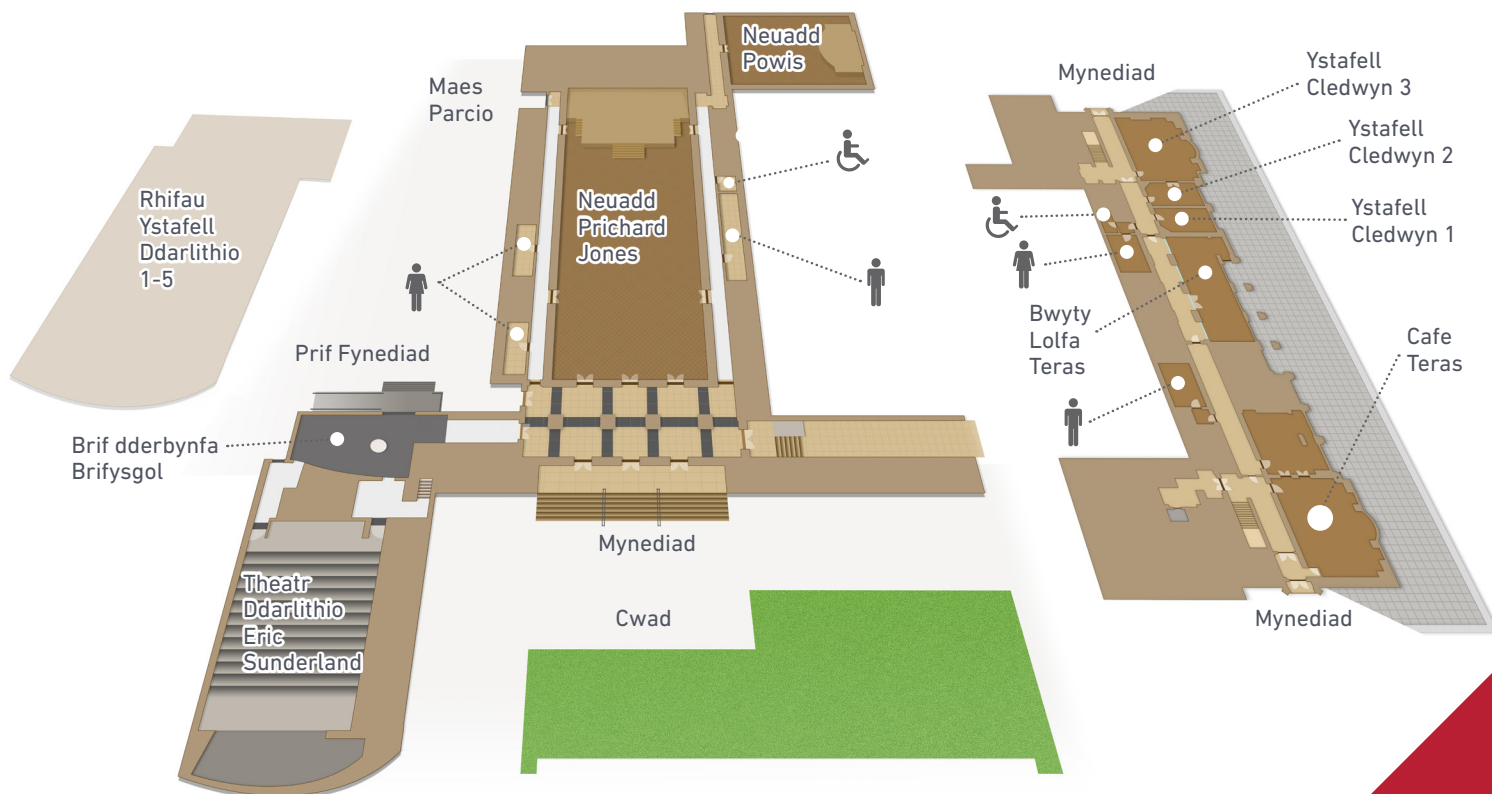 Neuadd
Powis
Maes
Parcio
Mynediad
Ystafell
Cledwyn 3
Ystafell
Cledwyn 2
Ystafell
Cledwyn 1
Rhifau
Ystafell
Ddarlithio
1-5
Neuadd
Prichard
Jones
Bwyty
Lolfa
Teras
Cafe
Teras
Prif Fynediad
Brif dderbynfa
Brifysgol
Mynediad
Theatr
Ddarlithio
Eric
Sunderland
Cwad
Mynediad